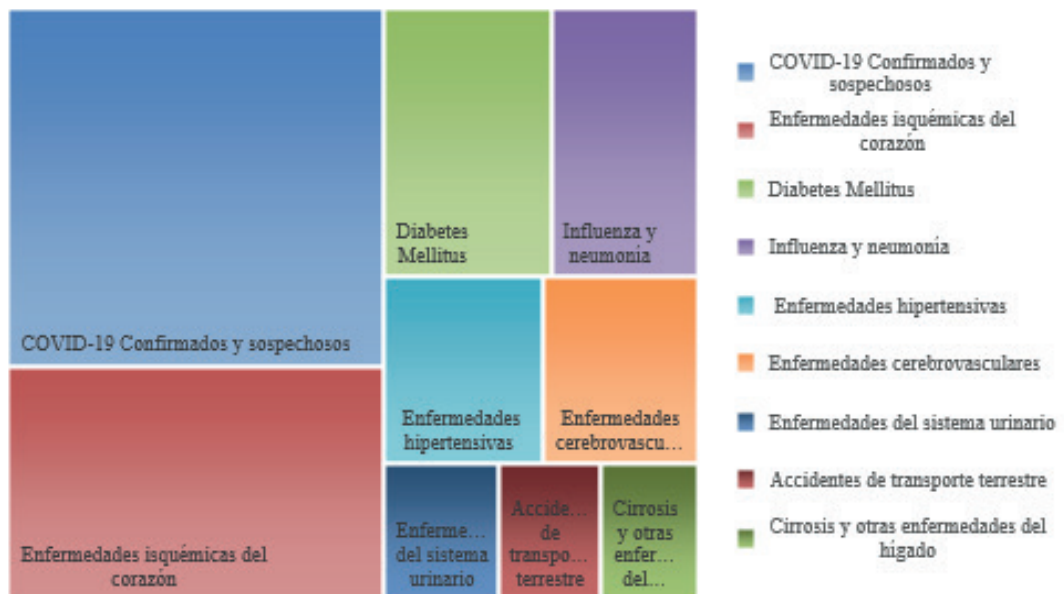 COVID-19 Confirmados y sospechosos
Enfermedades isquémicas del
corazón
Diabetes
Mellitus
Influenza y
neumonía
Enfermedades
hipertensivas
Enfermedades
cerebrovascu...
Enferme...
del sistema
urinario
Accide...
de
transpo...
terrestre
Cirrosis
y otras
enfer...
del...
COVID-19 Confirmados y
sospechosos
Enfermedades isquémicas del
corazón
Diabetes Mellitus
Influenza y neumonía
Enfermedades hipertensivas
Enfermedades cerebrovasculares
Enfermedades del sistema urinario
Accidentes de transporte terrestre
Cirrosis y otras enfermedades del
hígado